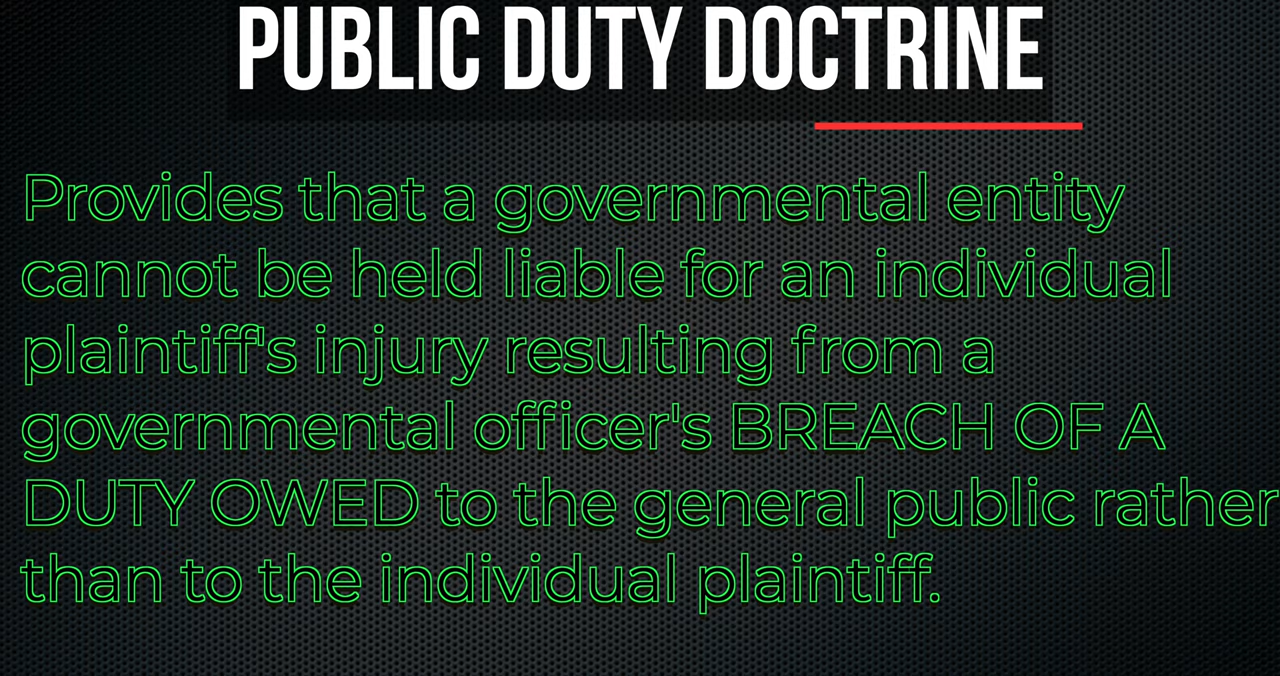 PUBLIC DUTY DOCTRINE
Provides that a governmental entity
cannot be held liable for an individual
plaintiff's injury resulting from a
governmental officer's BREACH OF A
DUTY OWED to the general public rather
than to the individual plaintiff.